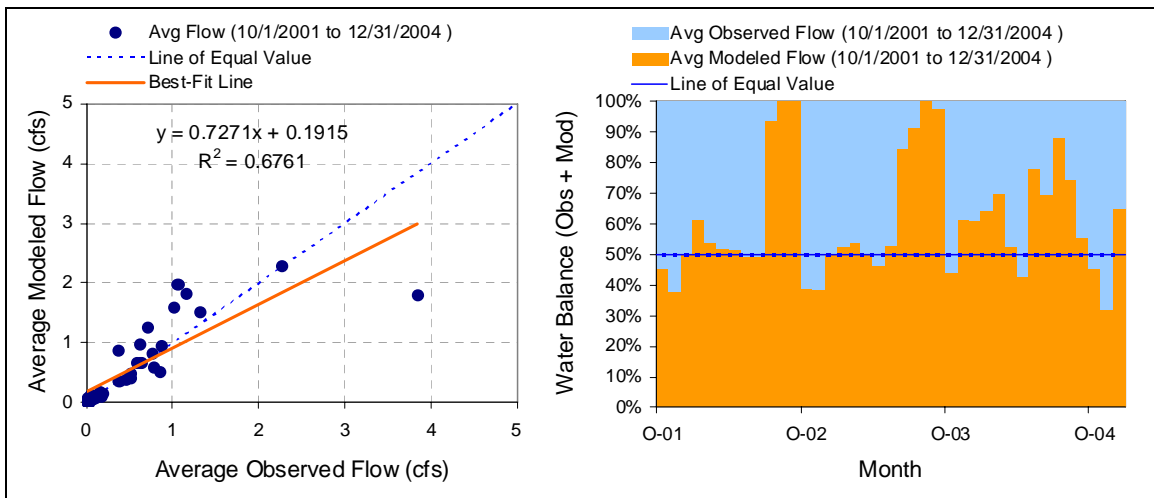 Avg Flow (10/1/2001 to 12/31/2004 )
Line of Equal Value
Best-Fit Line
y = 0.7271x + 0.1915
R² = 0.6761
Average Modeled Flow (cfs)
5
4
3
2
1
0
0 1 2 3 4 5
Average Observed Flow (cfs)
Avg Observed Flow (10/1/2001 to 12/31/2004 )
Avg Modeled Flow (10/1/2001 to 12/31/2004 )
Line of Equal Value
Water Balance (Obs + Mod)
100%
90%
80%
70%
60%
50%
40%
30%
20%
10%
0%
O-01 O-02 O-03 O-04
Month